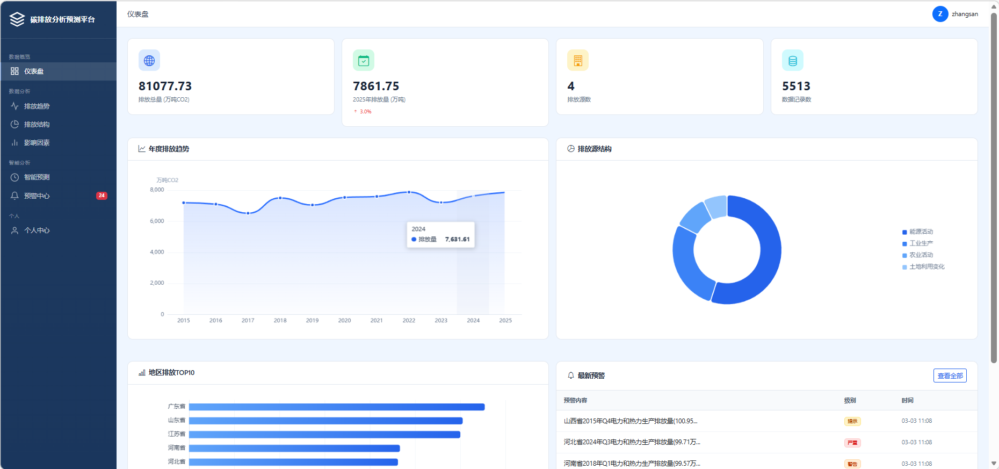 碳排放分析预测平台
数据概览
仪表盘
数据分析
排放趋势
排放结构
影响因素
智能分析
智能预测
预警中心 24
个人
个人中心
仪表盘
Z zhangsan
81077.73
排放总量 (万吨CO2)
7861.75
2025年排放量 (万吨)
↑ 3.0%
4
排放源数
5513
数据记录数
年度排放趋势
万吨CO2
8,000
6,000
4,000
2,000
0
2015 2016 2017 2018 2019 2020 2021 2022 2023 2024 2025
2024
排放量 7,631.61
排放源结构
能源活动
工业生产
农业活动
土地利用变化
地区排放TOP10
广东省
山东省
江苏省
河南省
河北省
最新预警 查看全部
预警内容 级别 时间
山西省2015年Q4电力和热力生产排放量(100.95... 提示 03-03 11:08
河北省2024年Q3电力和热力生产排放量(99.71万... 严重 03-03 11:08
河南省2018年Q1电力和热力生产排放量(99.57万... 警告 03-03 11:08